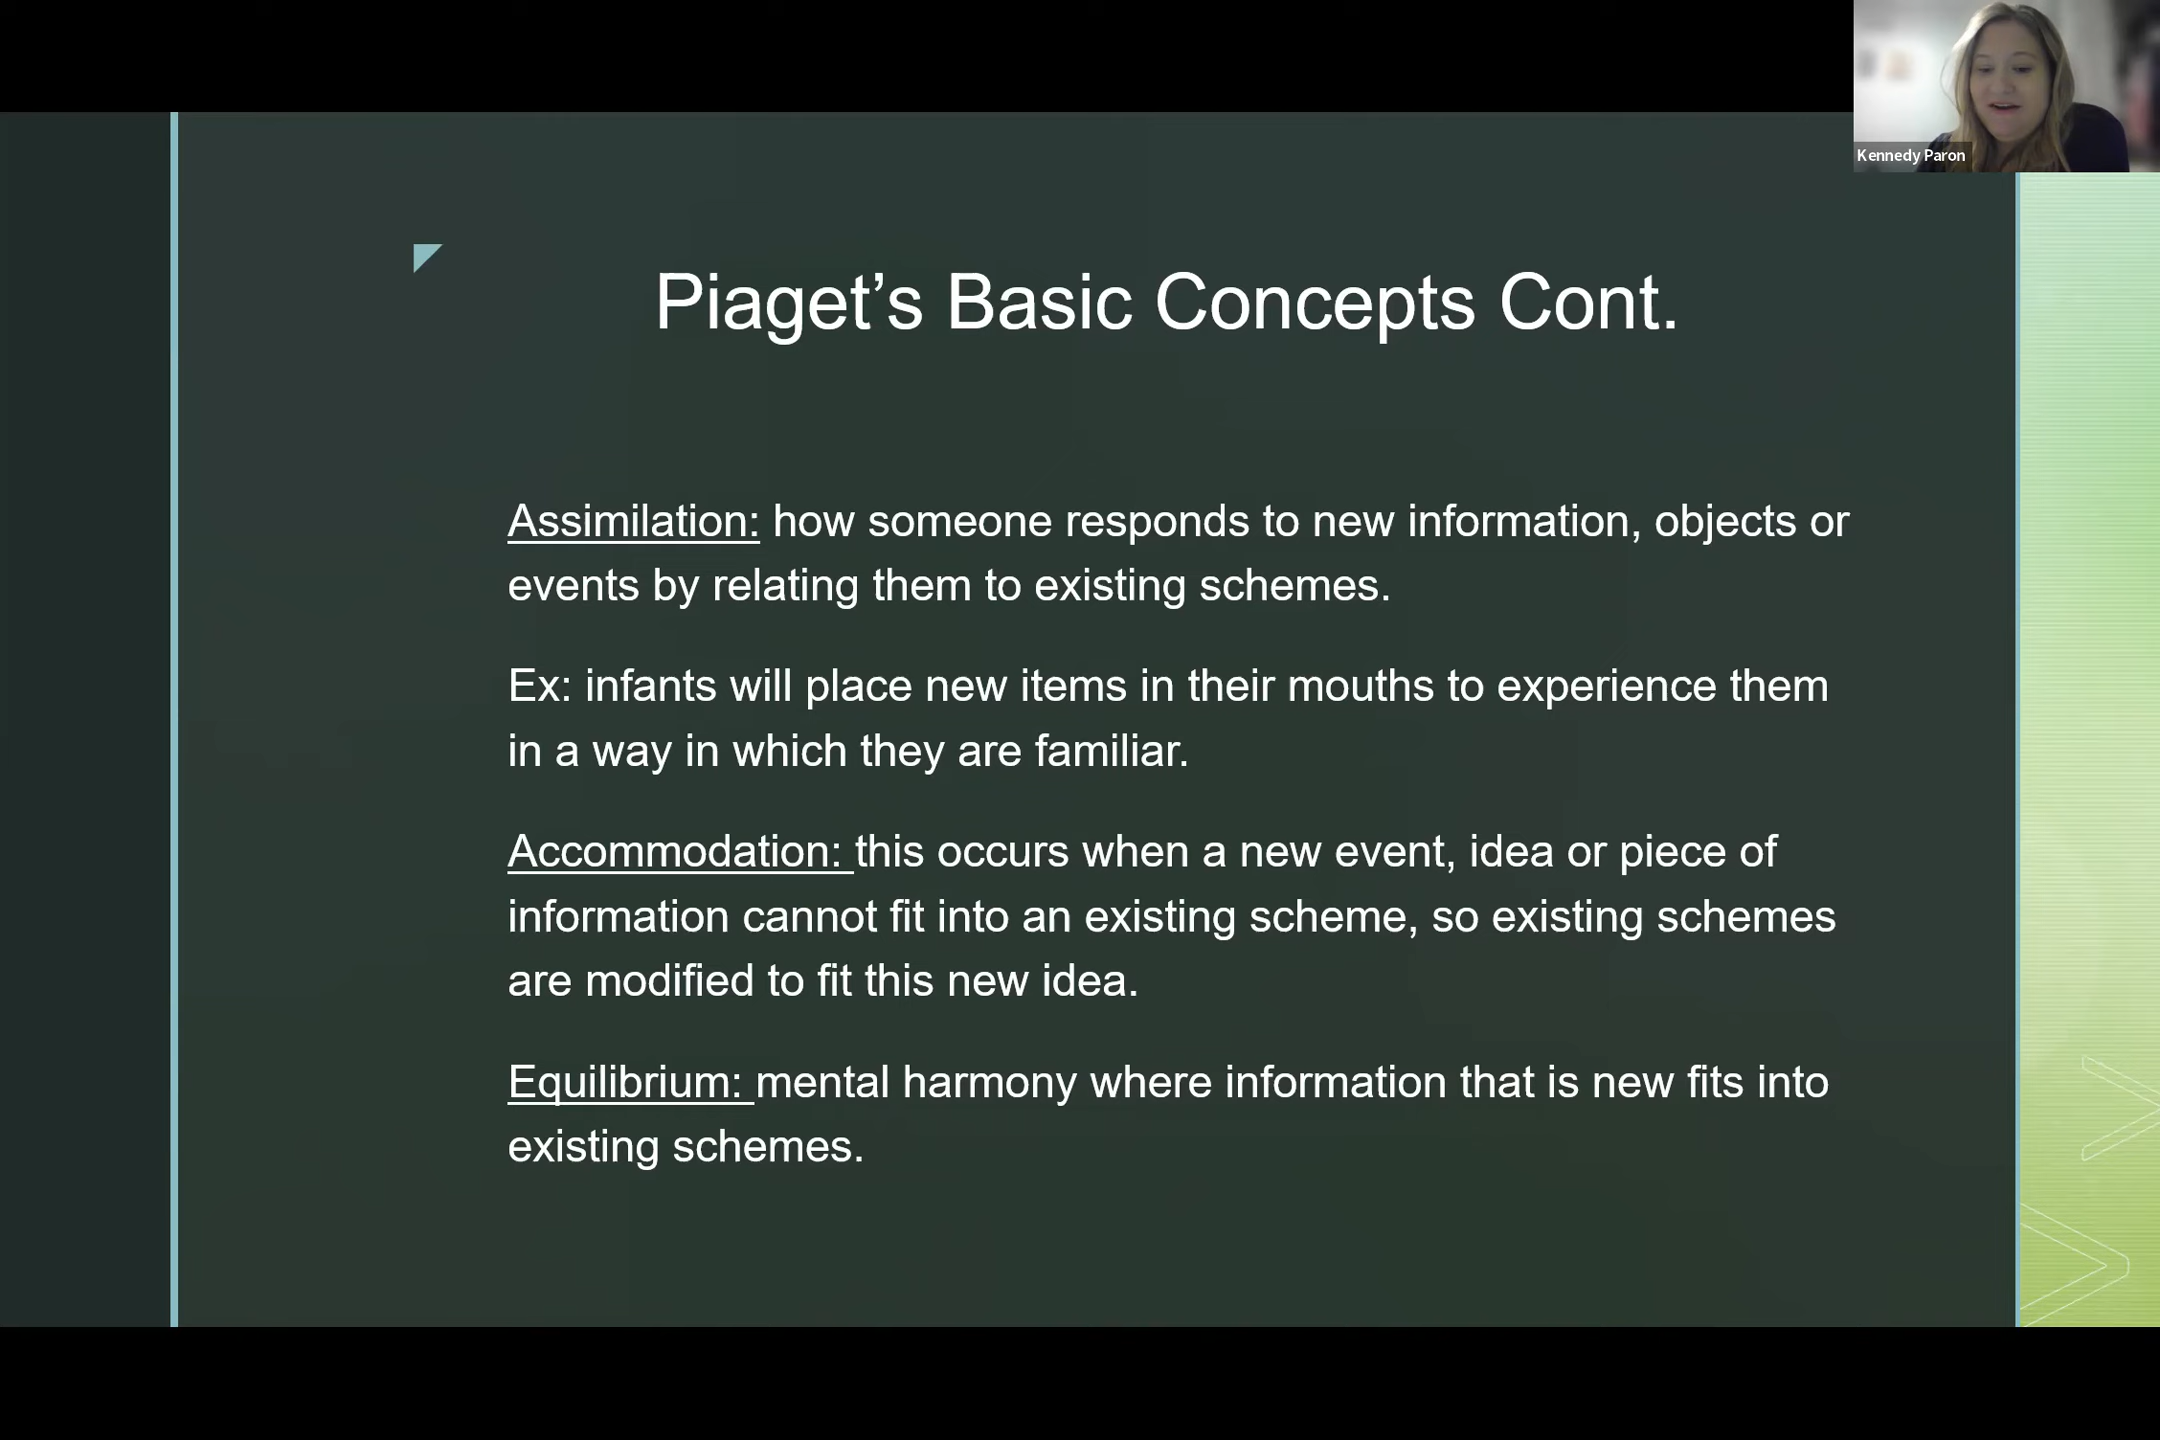 Kennedy Paron
Piaget’s Basic Concepts Cont.
Assimilation: how someone responds to new information, objects or
events by relating them to existing schemes.
Ex: infants will place new items in their mouths to experience them
in a way in which they are familiar.
Accommodation: this occurs when a new event, idea or piece of
information cannot fit into an existing scheme, so existing schemes
are modified to fit this new idea.
Equilibrium: mental harmony where information that is new fits into
existing schemes.